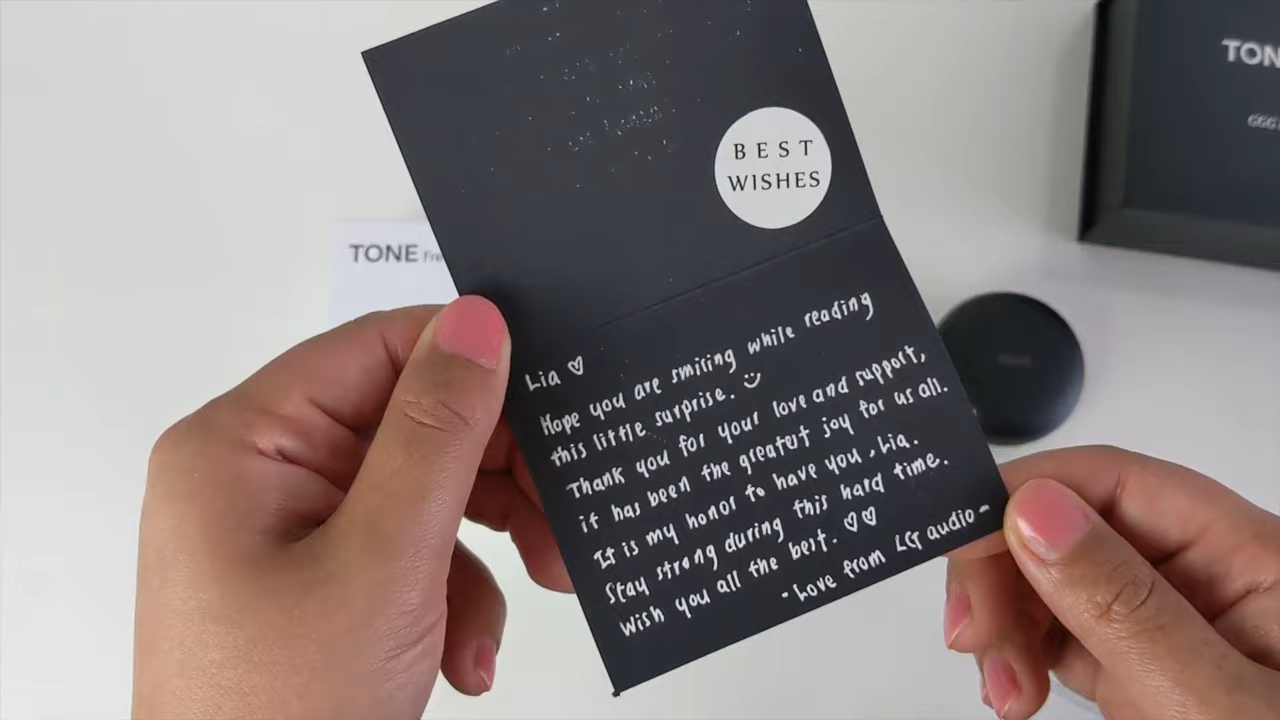 BEST
WISHES
TONE Fre
TON
Lia ♡
Hope you are smiling while reading
this little surprise. ☺
Thank you for your love and support,
it has been the greatest joy for us all.
It is my honor to have you, Lia.
Stay strong during this hard time.
Wish you all the best. ♡♡
- Love from LG audio -